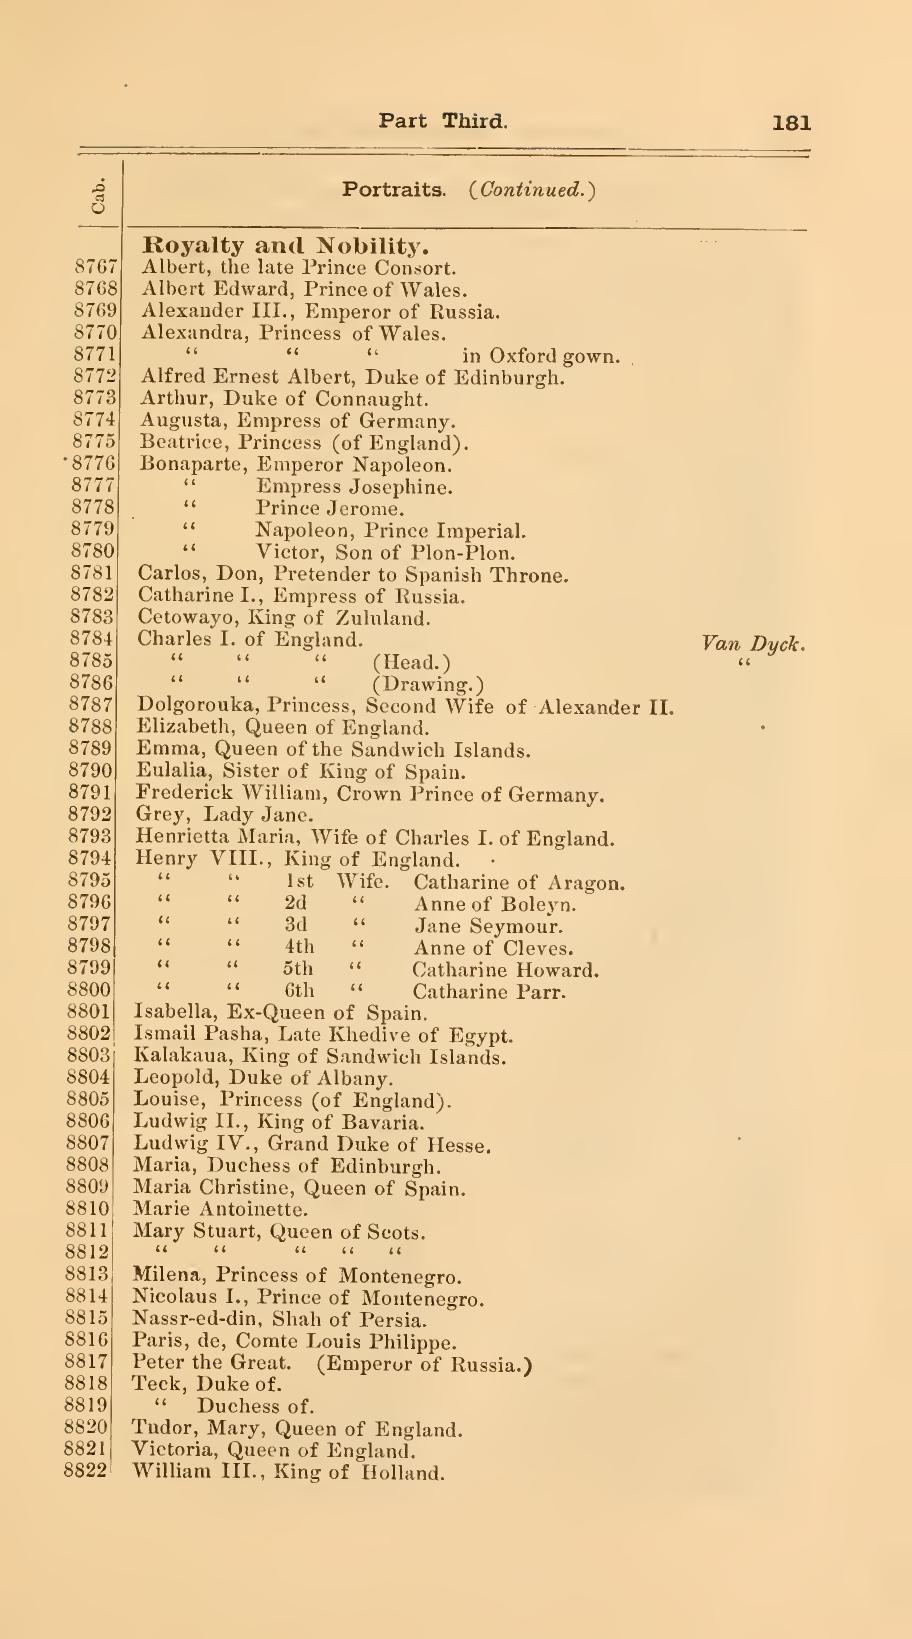 Part Third. 181
Cab.
Portraits. (Continued.)
Royalty and Nobility.
8767 Albert, the late Prince Consort.
8768 Albert Edward, Prince of Wales.
8769 Alexander III., Emperor of Russia.
8770 Alexandra, Princess of Wales.
8771 “ “ “ in Oxford gown.
8772 Alfred Ernest Albert, Duke of Edinburgh.
8773 Arthur, Duke of Connaught.
8774 Augusta, Empress of Germany.
8775 Beatrice, Princess (of England).
8776 Bonaparte, Emperor Napoleon.
8777 “ Empress Josephine.
8778 “ Prince Jerome.
8779 “ Napoleon, Prince Imperial.
8780 “ Victor, Son of Plon-Plon.
8781 Carlos, Don, Pretender to Spanish Throne.
8782 Catharine I., Empress of Russia.
8783 Cetowayo, King of Zululand.
8784 Charles I. of England. Van Dyck.
8785 “ “ “ (Head.) “
8786 “ “ “ (Drawing.)
8787 Dolgorouka, Princess, Second Wife of Alexander II.
8788 Elizabeth, Queen of England.
8789 Emma, Queen of the Sandwich Islands.
8790 Eulalia, Sister of King of Spain.
8791 Frederick William, Crown Prince of Germany.
8792 Grey, Lady Jane.
8793 Henrietta Maria, Wife of Charles I. of England.
8794 Henry VIII., King of England.
8795 “ “ 1st Wife. Catharine of Aragon.
8796 “ “ 2d “ Anne of Boleyn.
8797 “ “ 3d “ Jane Seymour.
8798 “ “ 4th “ Anne of Cleves.
8799 “ “ 5th “ Catharine Howard.
8800 “ “ 6th “ Catharine Parr.
8801 Isabella, Ex-Queen of Spain.
8802 Ismail Pasha, Late Khedive of Egypt.
8803 Kalakaua, King of Sandwich Islands.
8804 Leopold, Duke of Albany.
8805 Louise, Princess (of England).
8806 Ludwig II., King of Bavaria.
8807 Ludwig IV., Grand Duke of Hesse.
8808 Maria, Duchess of Edinburgh.
8809 Maria Christine, Queen of Spain.
8810 Marie Antoinette.
8811 Mary Stuart, Queen of Scots.
8812 “ “ “ “ “
8813 Milena, Princess of Montenegro.
8814 Nicolaus I., Prince of Montenegro.
8815 Nassr-ed-din, Shah of Persia.
8816 Paris, de, Comte Louis Philippe.
8817 Peter the Great. (Emperor of Russia.)
8818 Teck, Duke of.
8819 “ Duchess of.
8820 Tudor, Mary, Queen of England.
8821 Victoria, Queen of England.
8822 William III., King of Holland.